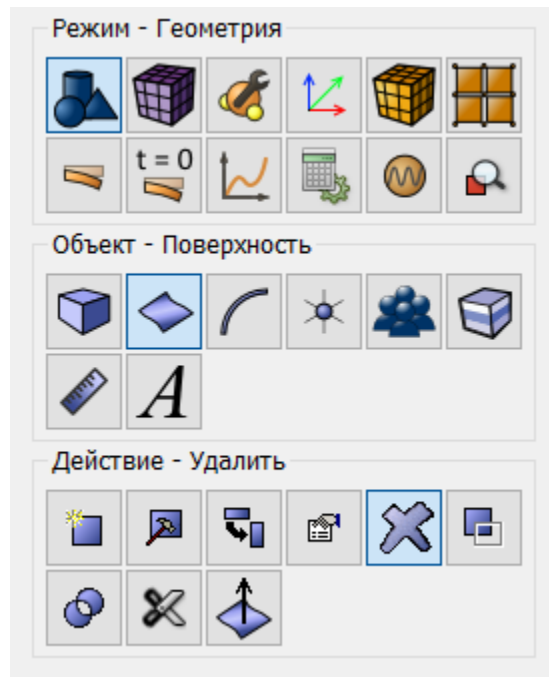 Режим - Геометрия
t = 0
Объект - Поверхность
A
Действие - Удалить